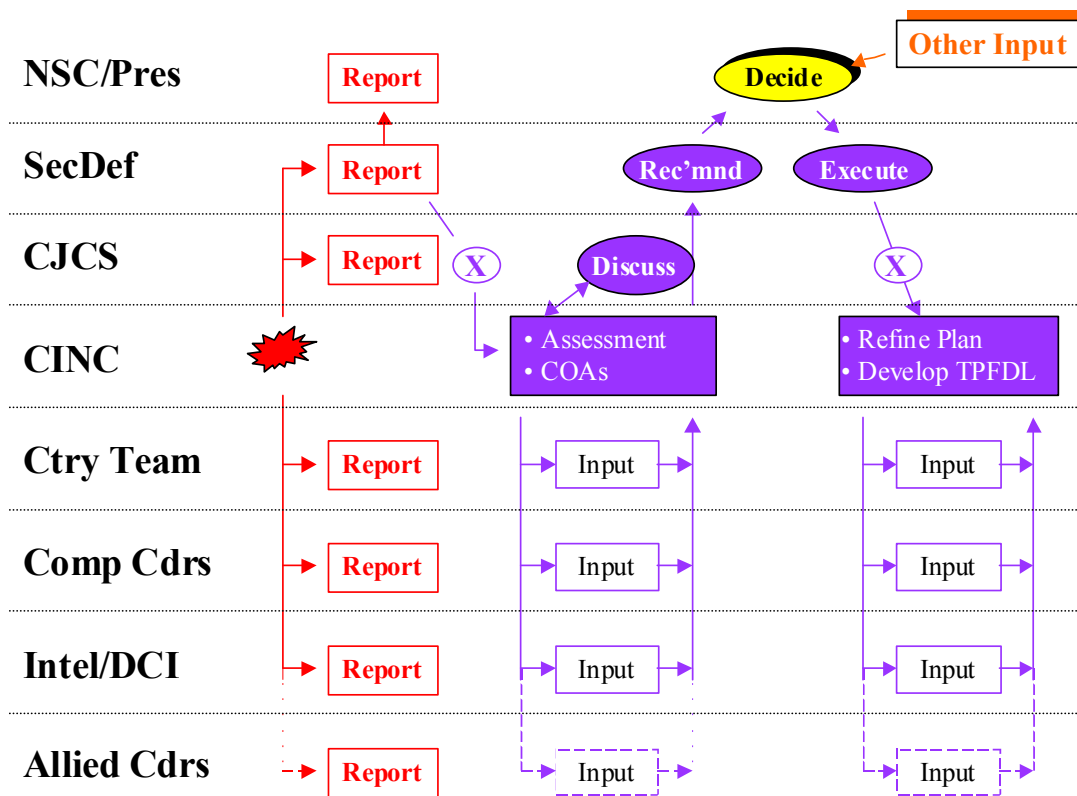 Other Input
NSC/Pres
Report
Decide
SecDef
Report
Rec’mnd
Execute
CJCS
Report
X
Discuss
X
CINC
• Assessment
• COAs
• Refine Plan
• Develop TPFDL
Ctry Team
Report
Input
Input
Comp Cdrs
Report
Input
Input
Intel/DCI
Report
Input
Input
Allied Cdrs
Report
Input
Input